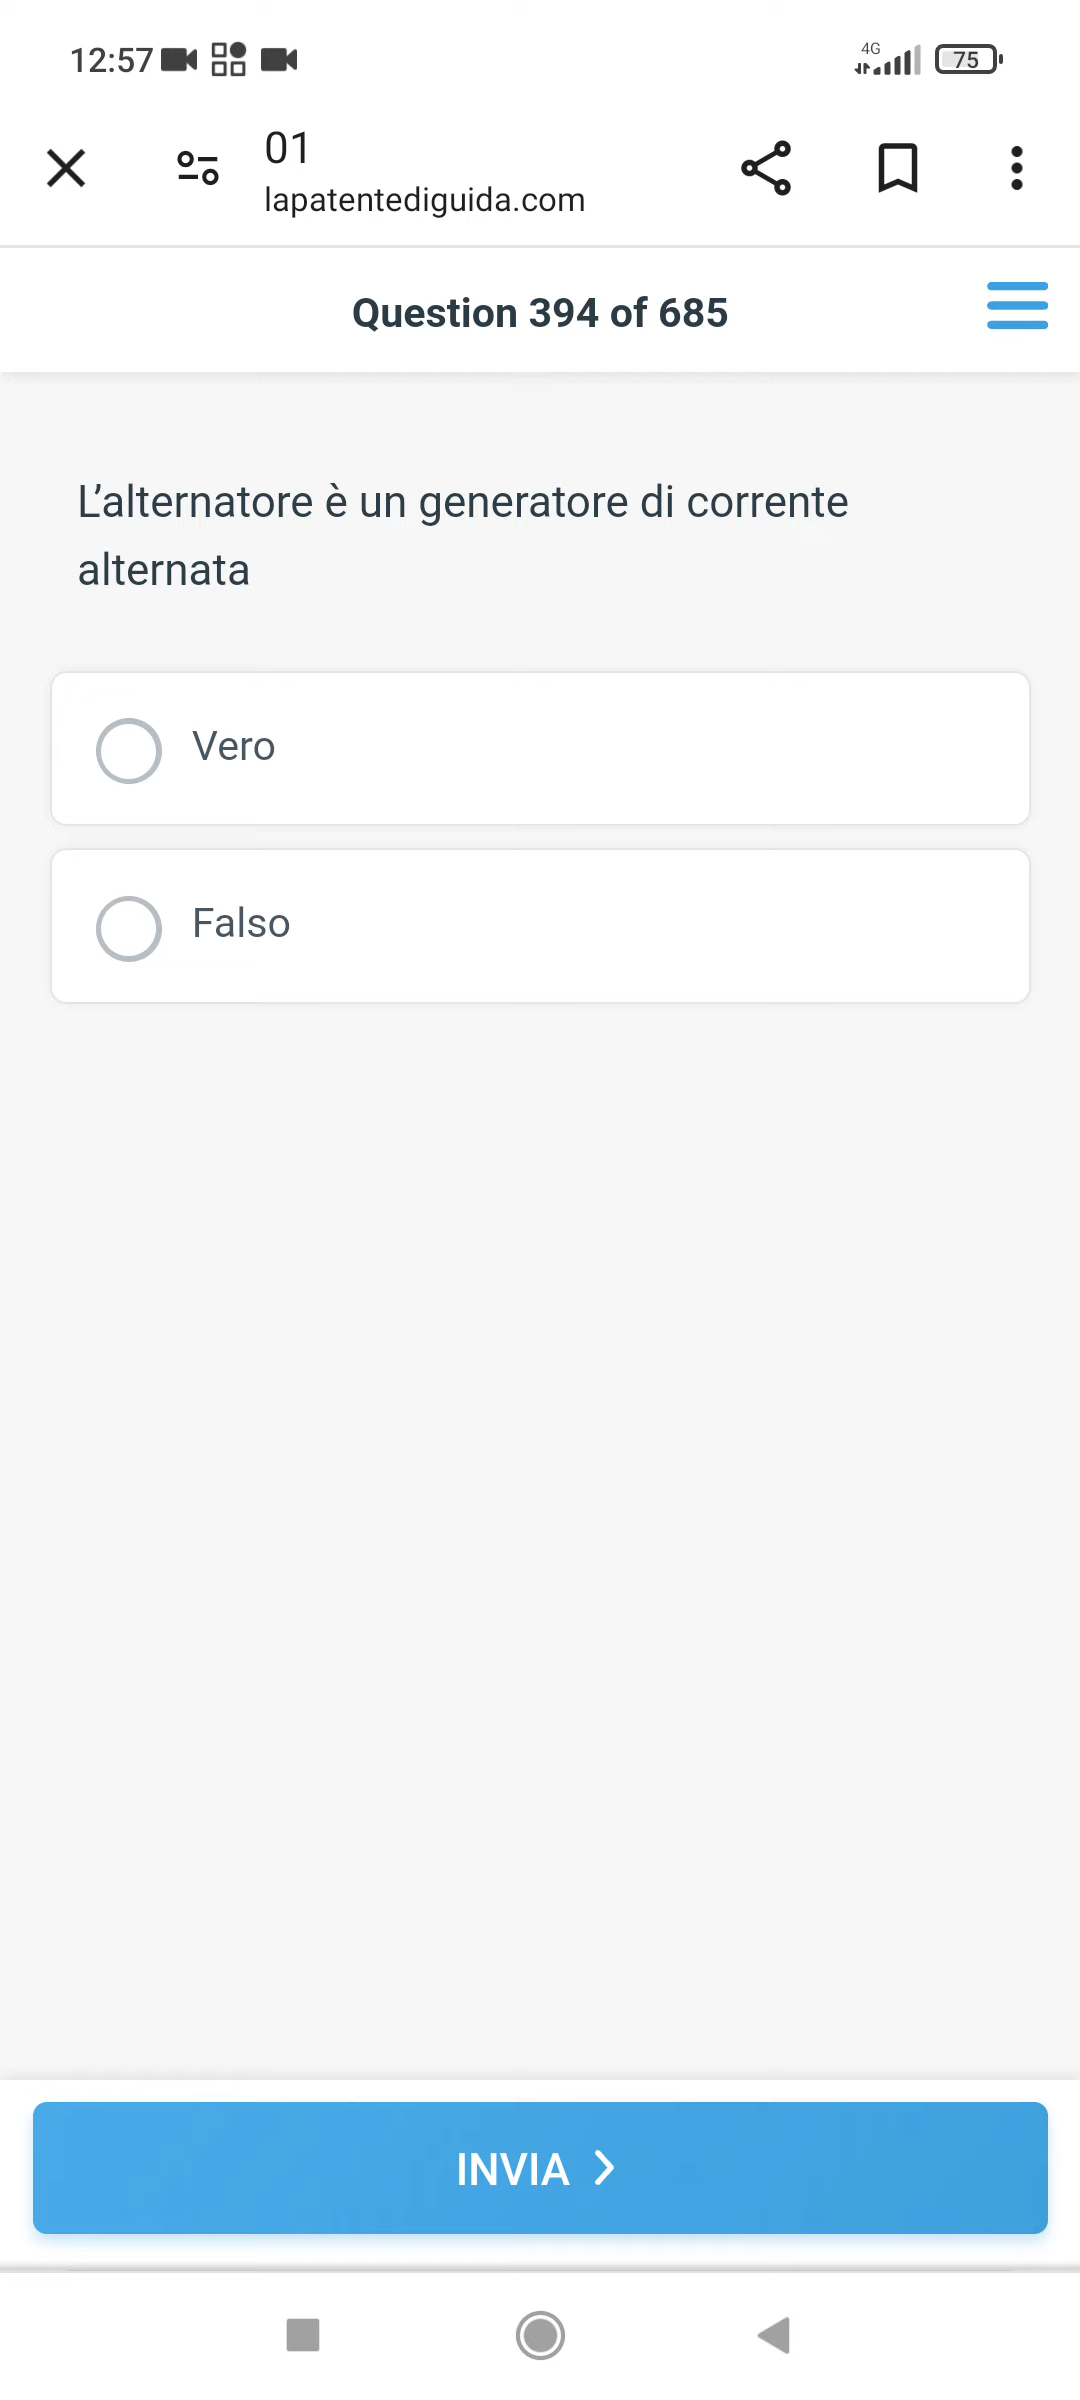 12:57
4G
75
01
lapatentediguida.com
Question 394 of 685
L’alternatore è un generatore di corrente
alternata
Vero
Falso
INVIA